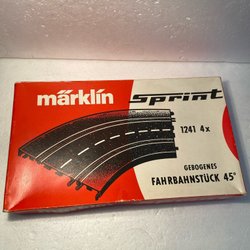 märklin sprint
1241 4x
GEBOGENES
FAHRBAHNSTÜCK 45°